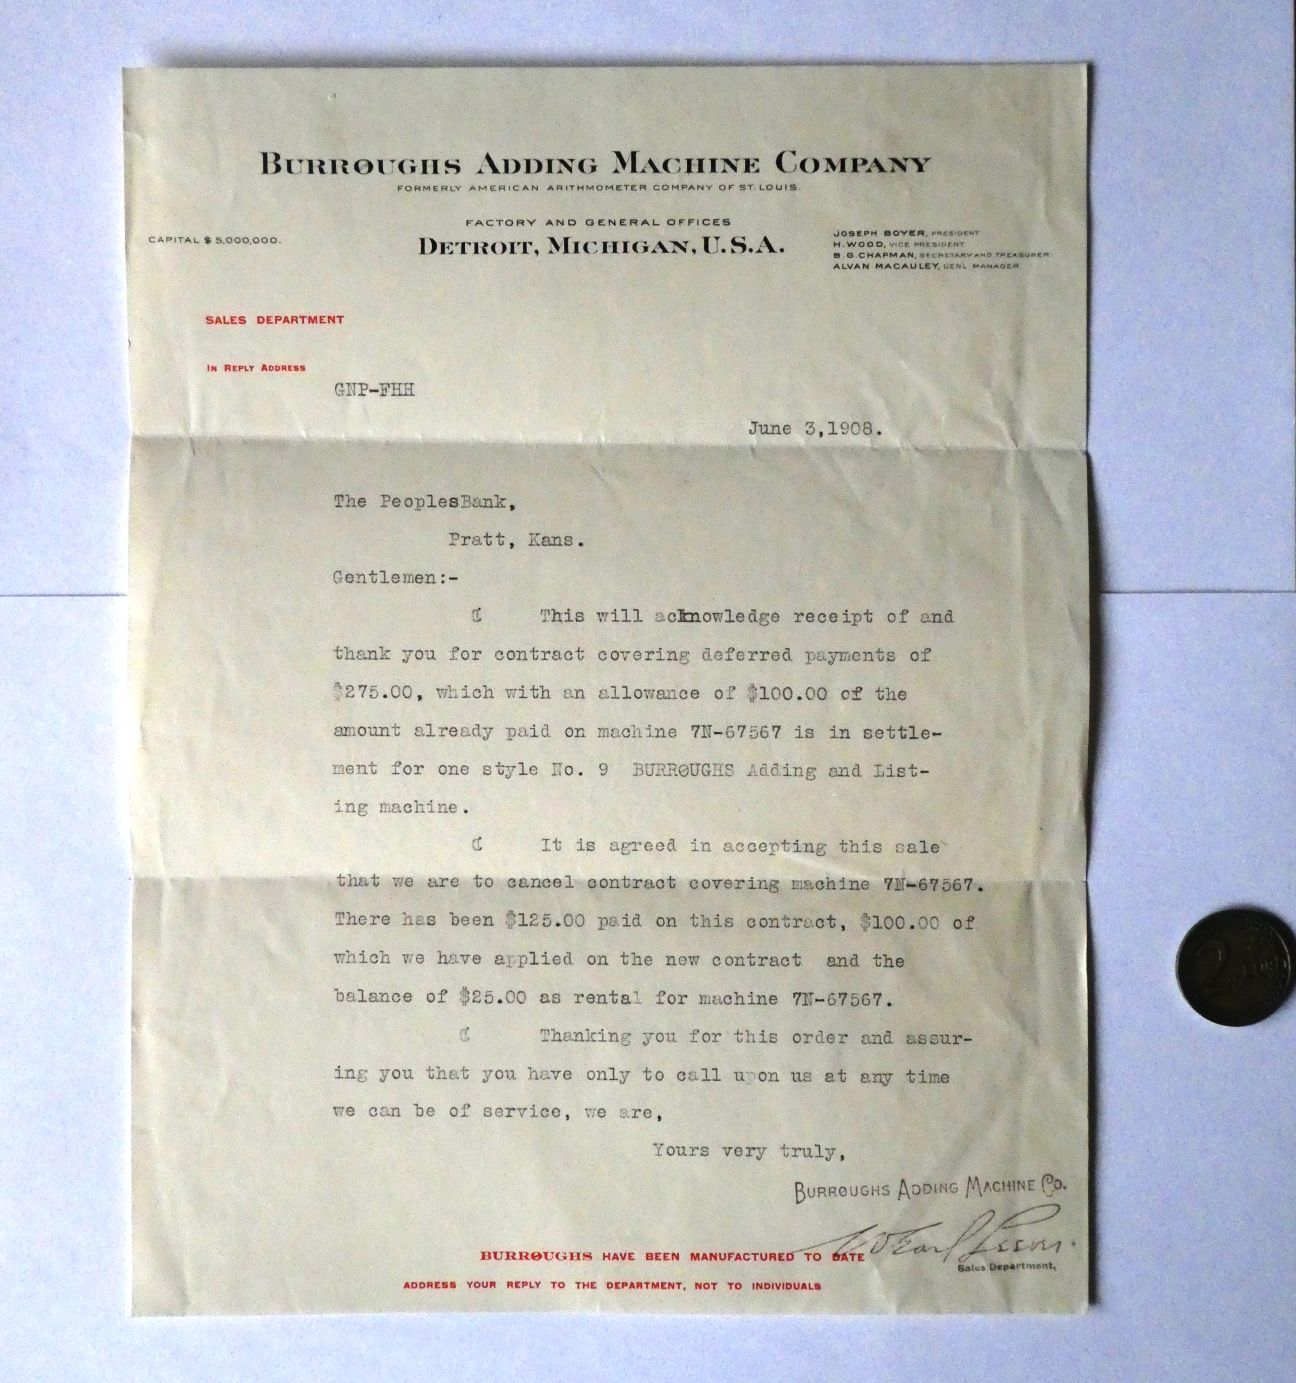 BURRØUGHS ADDING MACHINE COMPANY
FORMERLY AMERICAN ARITHMOMETER COMPANY OF ST. LOUIS.
FACTORY AND GENERAL OFFICES
DETROIT, MICHIGAN, U.S.A.
CAPITAL $5,000,000.
JOSEPH BOYER, PRESIDENT
H. WOOD, VICE PRESIDENT
B. G. CHAPMAN, SECRETARY AND TREASURER.
ALVAN MACAULEY, GENL MANAGER.
SALES DEPARTMENT
IN REPLY ADDRESS
GNP-FHH
June 3,1908.
The PeoplesBank,
Pratt, Kans.
Gentlemen:-
₡ This will acknowledge receipt of and
thank you for contract covering deferred payments of
$275.00, which with an allowance of $100.00 of the
amount already paid on machine 7N-67567 is in settle-
ment for one style No. 9 BURRØUGHS Adding and List-
ing machine.
₡ It is agreed in accepting this sale
that we are to cancel contract covering machine 7N-67567.
There has been $125.00 paid on this contract, $100.00 of
which we have applied on the new contract and the
balance of $25.00 as rental for machine 7N-67567.
₡ Thanking you for this order and assur-
ing you that you have only to call upon us at any time
we can be of service, we are,
Yours very truly,
BURRØUGHS ADDING MACHINE CO.
Sales Department,
BURRØUGHS HAVE BEEN MANUFACTURED TO DATE
ADDRESS YOUR REPLY TO THE DEPARTMENT, NOT TO INDIVIDUALS
2 EURO